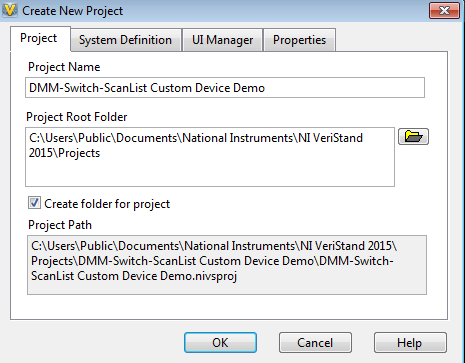 Create New Project
Project System Definition UI Manager Properties
Project Name
DMM-Switch-ScanList Custom Device Demo
Project Root Folder
C:\Users\Public\Documents\National Instruments\NI VeriStand
2015\Projects
Create folder for project
Project Path
C:\Users\Public\Documents\National Instruments\NI VeriStand 2015\
Projects\DMM-Switch-ScanList Custom Device Demo\DMM-Switch-
ScanList Custom Device Demo.nivsproj
OK Cancel Help